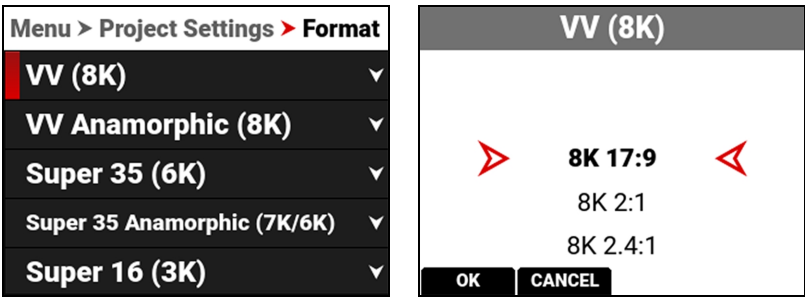 Menu > Project Settings > Format
VV (8K)
VV Anamorphic (8K)
Super 35 (6K)
Super 35 Anamorphic (7K/6K)
Super 16 (3K)
VV (8K)
8K 17:9
8K 2:1
8K 2.4:1
OK CANCEL